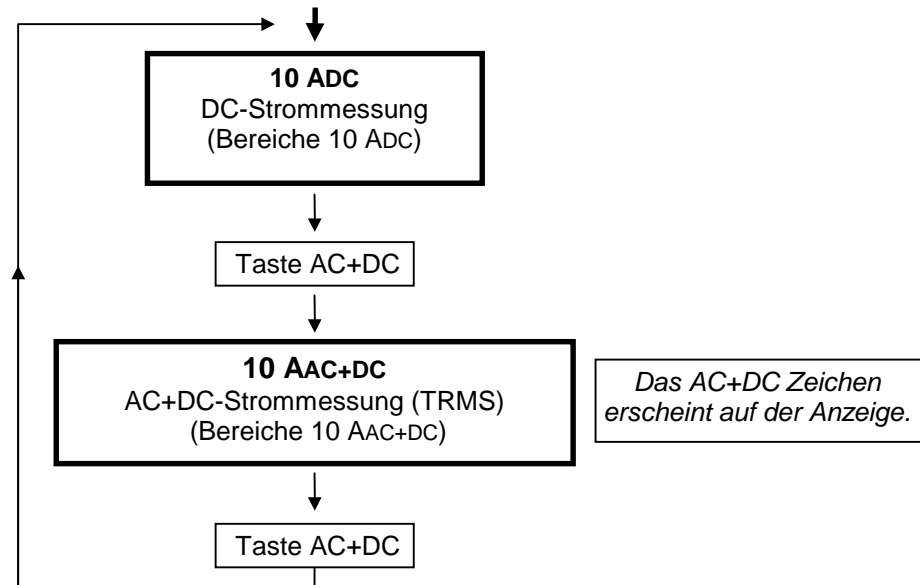 10 ADC
DC-Strommessung
(Bereiche 10 ADC)
Taste AC+DC
10 AAC+DC
AC+DC-Strommessung (TRMS)
(Bereiche 10 AAC+DC)
Das AC+DC Zeichen
erscheint auf der Anzeige.
Taste AC+DC